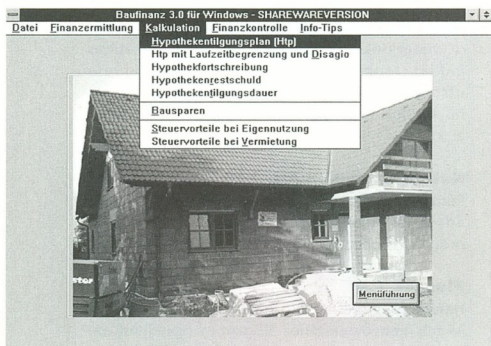 Baufinanz 3.0 für Windows - SHAREWAREVERSION
Datei Finanzermittlung Kalkulation Finanzkontrolle Info-Tips
Hypothekentilgungsplan [Htp]
Htp mit Laufzeitbegrenzung und Disagio
Hypothekfortschreibung
Hypothekenrestschuld
Hypothekentilgungsdauer
Bausparen
Steuervorteile bei Eigennutzung
Steuervorteile bei Vermietung
Menüführung